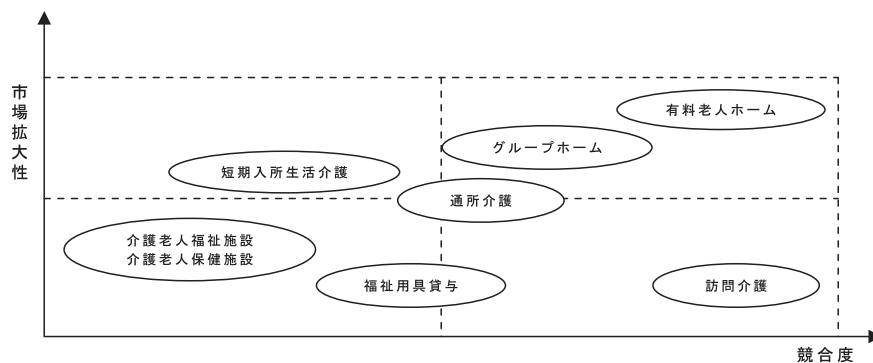 市場拡大性
有料老人ホーム
グループホーム
短期入所生活介護
通所介護
介護老人福祉施設
介護老人保健施設
福祉用具貸与
訪問介護
競合度